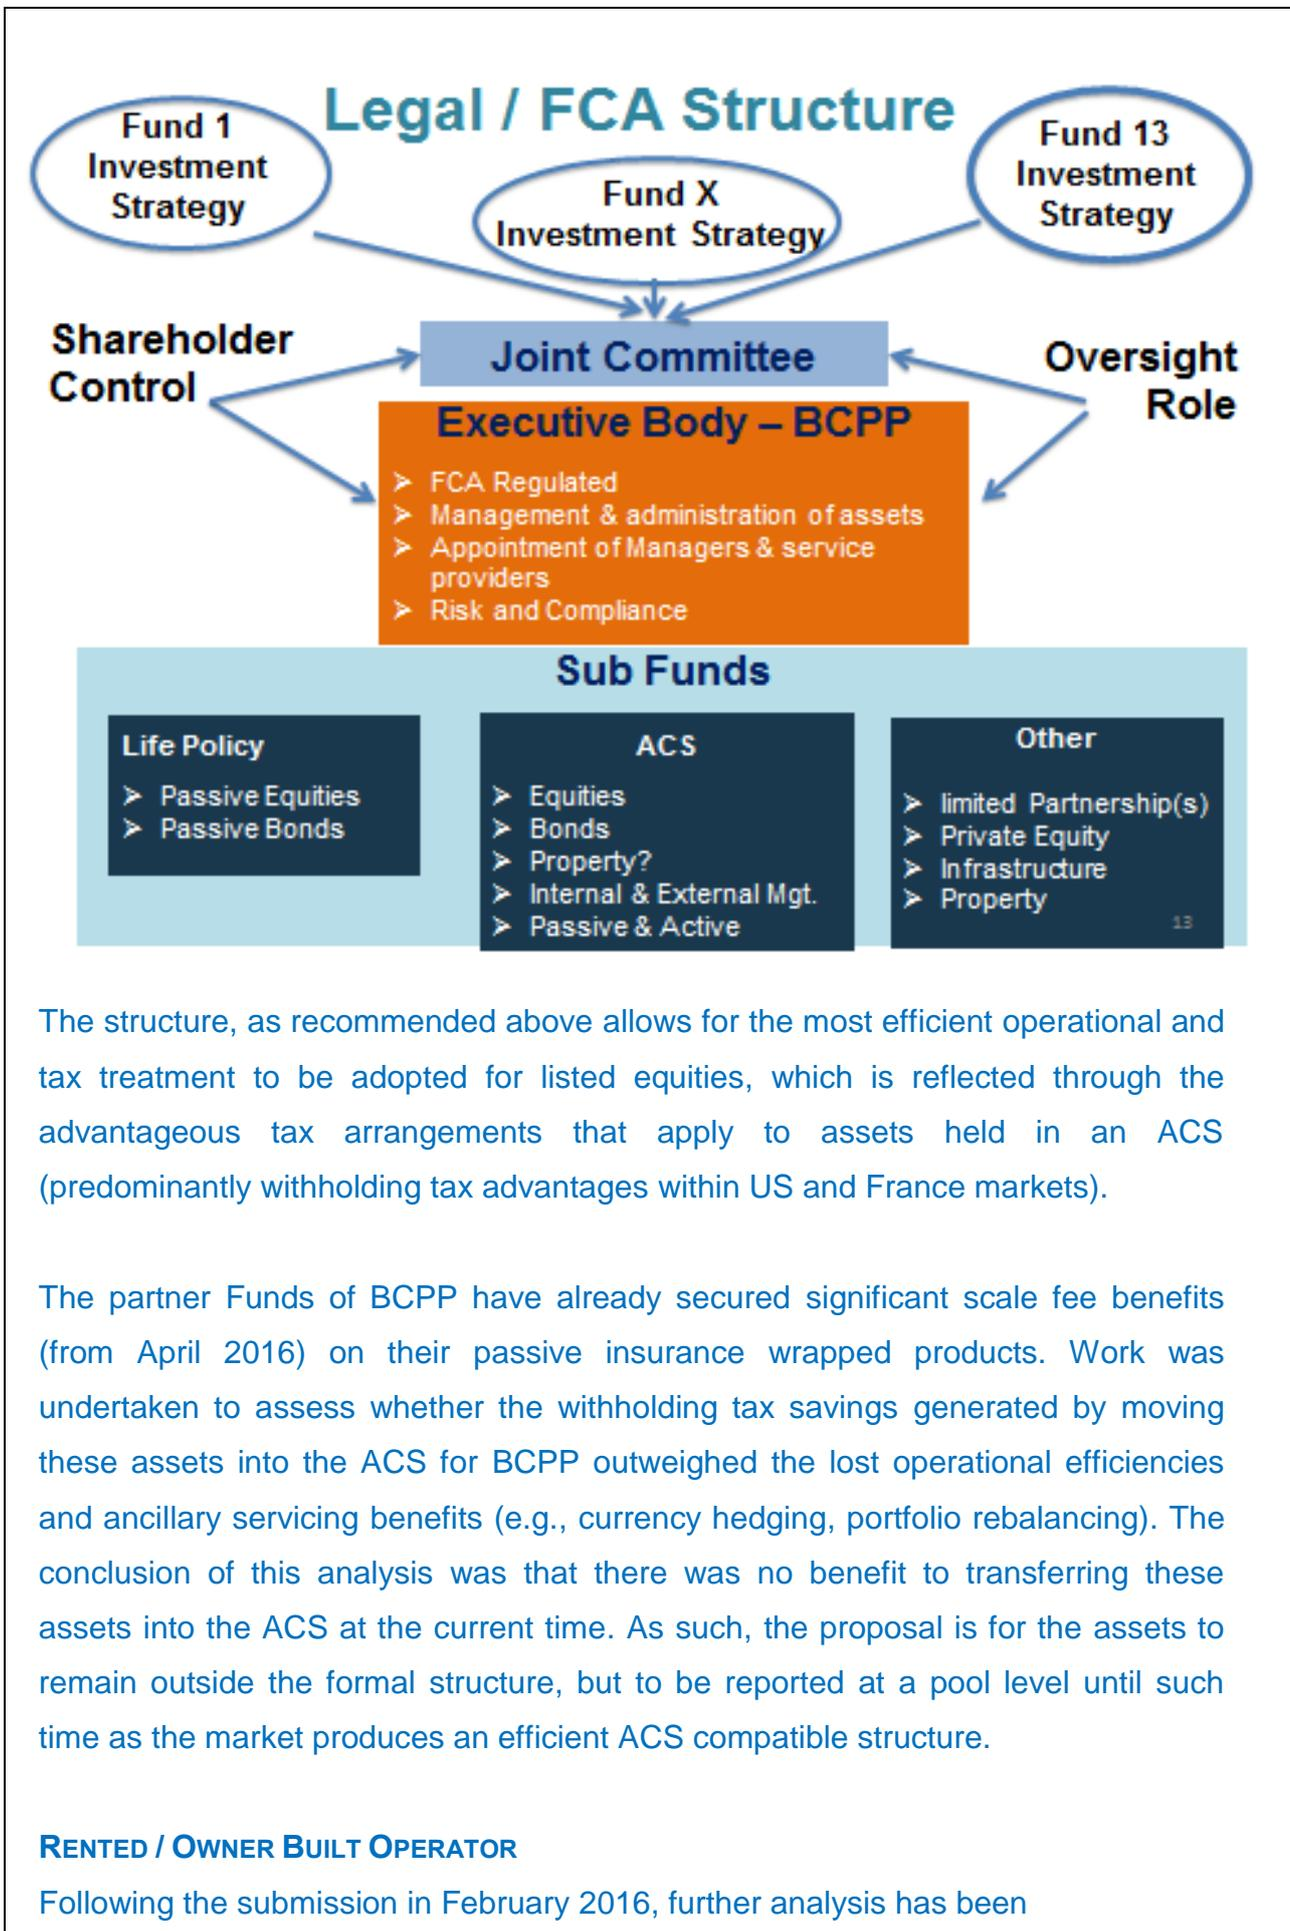 Legal / FCA Structure
Fund 1
Investment
Strategy
Fund X
Investment Strategy
Fund 13
Investment
Strategy
Shareholder
Control
Joint Committee
Oversight
Role
Executive Body – BCPP
➢ FCA Regulated
➢ Management & administration of assets
➢ Appointment of Managers & service
providers
➢ Risk and Compliance
Sub Funds
Life Policy
➢ Passive Equities
➢ Passive Bonds
ACS
➢ Equities
➢ Bonds
➢ Property?
➢ Internal & External Mgt.
➢ Passive & Active
Other
➢ limited Partnership(s)
➢ Private Equity
➢ Infrastructure
➢ Property
13
The structure, as recommended above allows for the most efficient operational and
tax treatment to be adopted for listed equities, which is reflected through the
advantageous tax arrangements that apply to assets held in an ACS
(predominantly withholding tax advantages within US and France markets).
The partner Funds of BCPP have already secured significant scale fee benefits
(from April 2016) on their passive insurance wrapped products. Work was
undertaken to assess whether the withholding tax savings generated by moving
these assets into the ACS for BCPP outweighed the lost operational efficiencies
and ancillary servicing benefits (e.g., currency hedging, portfolio rebalancing). The
conclusion of this analysis was that there was no benefit to transferring these
assets into the ACS at the current time. As such, the proposal is for the assets to
remain outside the formal structure, but to be reported at a pool level until such
time as the market produces an efficient ACS compatible structure.
RENTED / OWNER BUILT OPERATOR
Following the submission in February 2016, further analysis has been